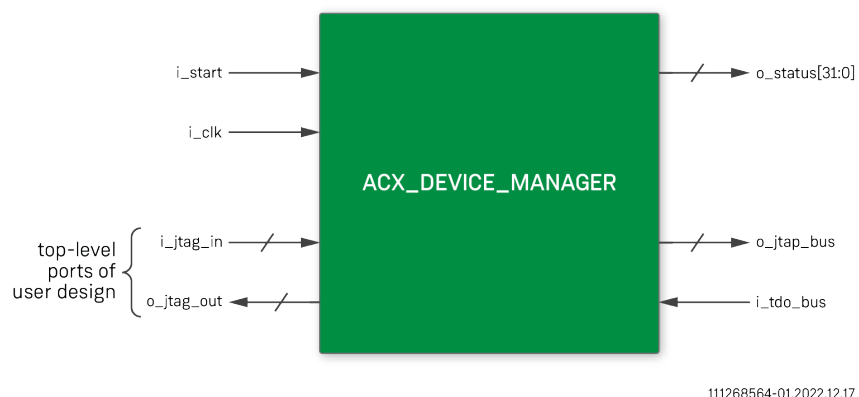 i_start
i_clk
top-level
ports of
user design
i_jtag_in
o_jtag_out
ACX_DEVICE_MANAGER
o_status[31:0]
o_jtap_bus
i_tdo_bus
111268564-01.2022.12.17